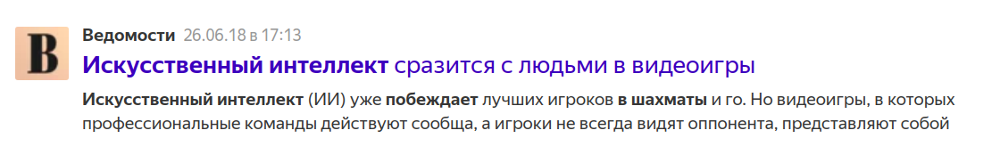 В
Ведомости 26.06.18 в 17:13
Искусственный интеллект сразится с людьми в видеоигры
Искусственный интеллект (ИИ) уже побеждает лучших игроков в шахматы и го. Но видеоигры, в которых
профессиональные команды действуют сообща, а игроки не всегда видят оппонента, представляют собой